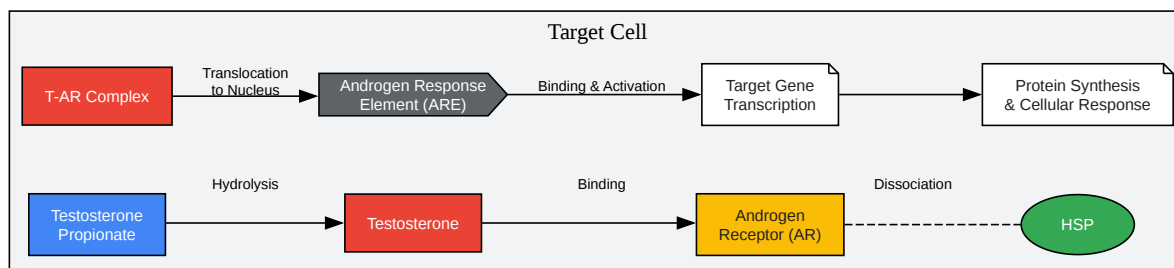 Target Cell
T-AR Complex
Translocation
to Nucleus
Androgen Response
Element (ARE)
Binding & Activation
Target Gene
Transcription
Protein Synthesis
& Cellular Response
Testosterone
Propionate
Hydrolysis
Testosterone
Binding
Androgen
Receptor (AR)
Dissociation
HSP